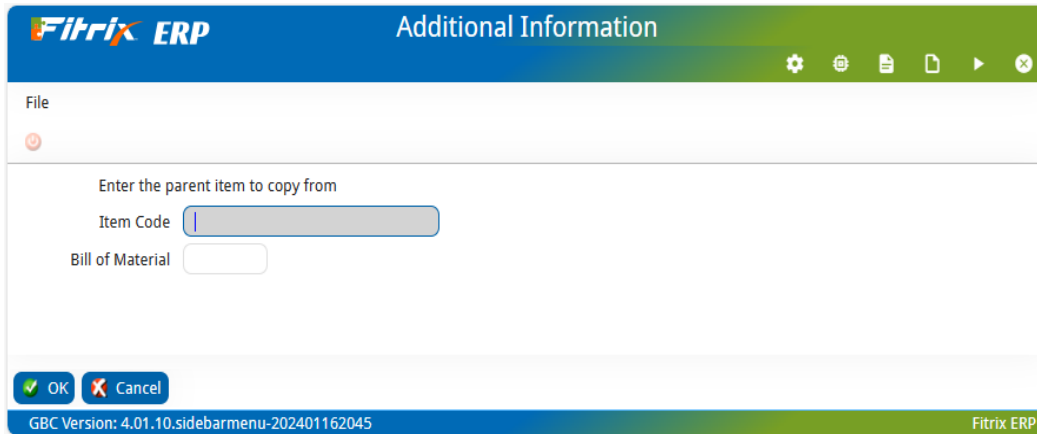 Fitrix ERP
Additional Information
File
Enter the parent item to copy from
Item Code
Bill of Material
OK
Cancel
GBC Version: 4.01.10.sidebarmenu-202401162045
Fitrix ERP